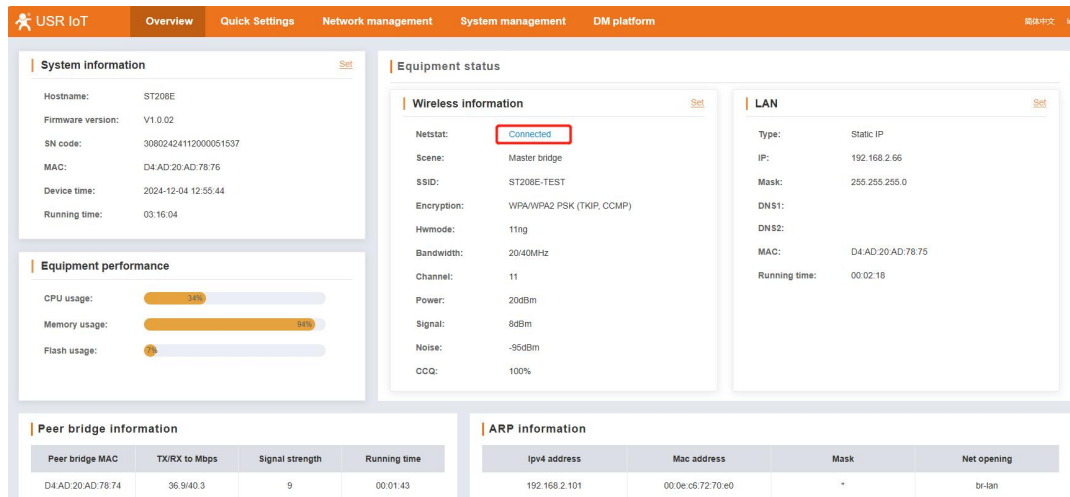 USR IoT Overview Quick Settings Network management System management DM platform 简体中文
System information Set
Hostname: ST208E
Firmware version: V1.0.02
SN code: 30802424112000051537
MAC: D4:AD:20:AD:78:76
Device time: 2024-12-04 12:55:44
Running time: 03:16:04
Equipment performance
CPU usage: 34%
Memory usage: 94%
Flash usage: 7%
Equipment status
Wireless information Set
Netstat: Connected
Scene: Master bridge
SSID: ST208E-TEST
Encryption: WPA/WPA2 PSK (TKIP, CCMP)
Hwmode: 11ng
Bandwidth: 20/40MHz
Channel: 11
Power: 20dBm
Signal: 8dBm
Noise: -95dBm
CCQ: 100%
LAN Set
Type: Static IP
IP: 192.168.2.66
Mask: 255.255.255.0
DNS1:
DNS2:
MAC: D4:AD:20:AD:78:75
Running time: 00:02:18
Peer bridge information
Peer bridge MAC TX/RX to Mbps Signal strength Running time
D4:AD:20:AD:78:74 36.9/40.3 9 00:01:43
ARP information
Ipv4 address Mac address Mask Net opening
192.168.2.101 00:0e:c6:72:70:e0 * br-lan